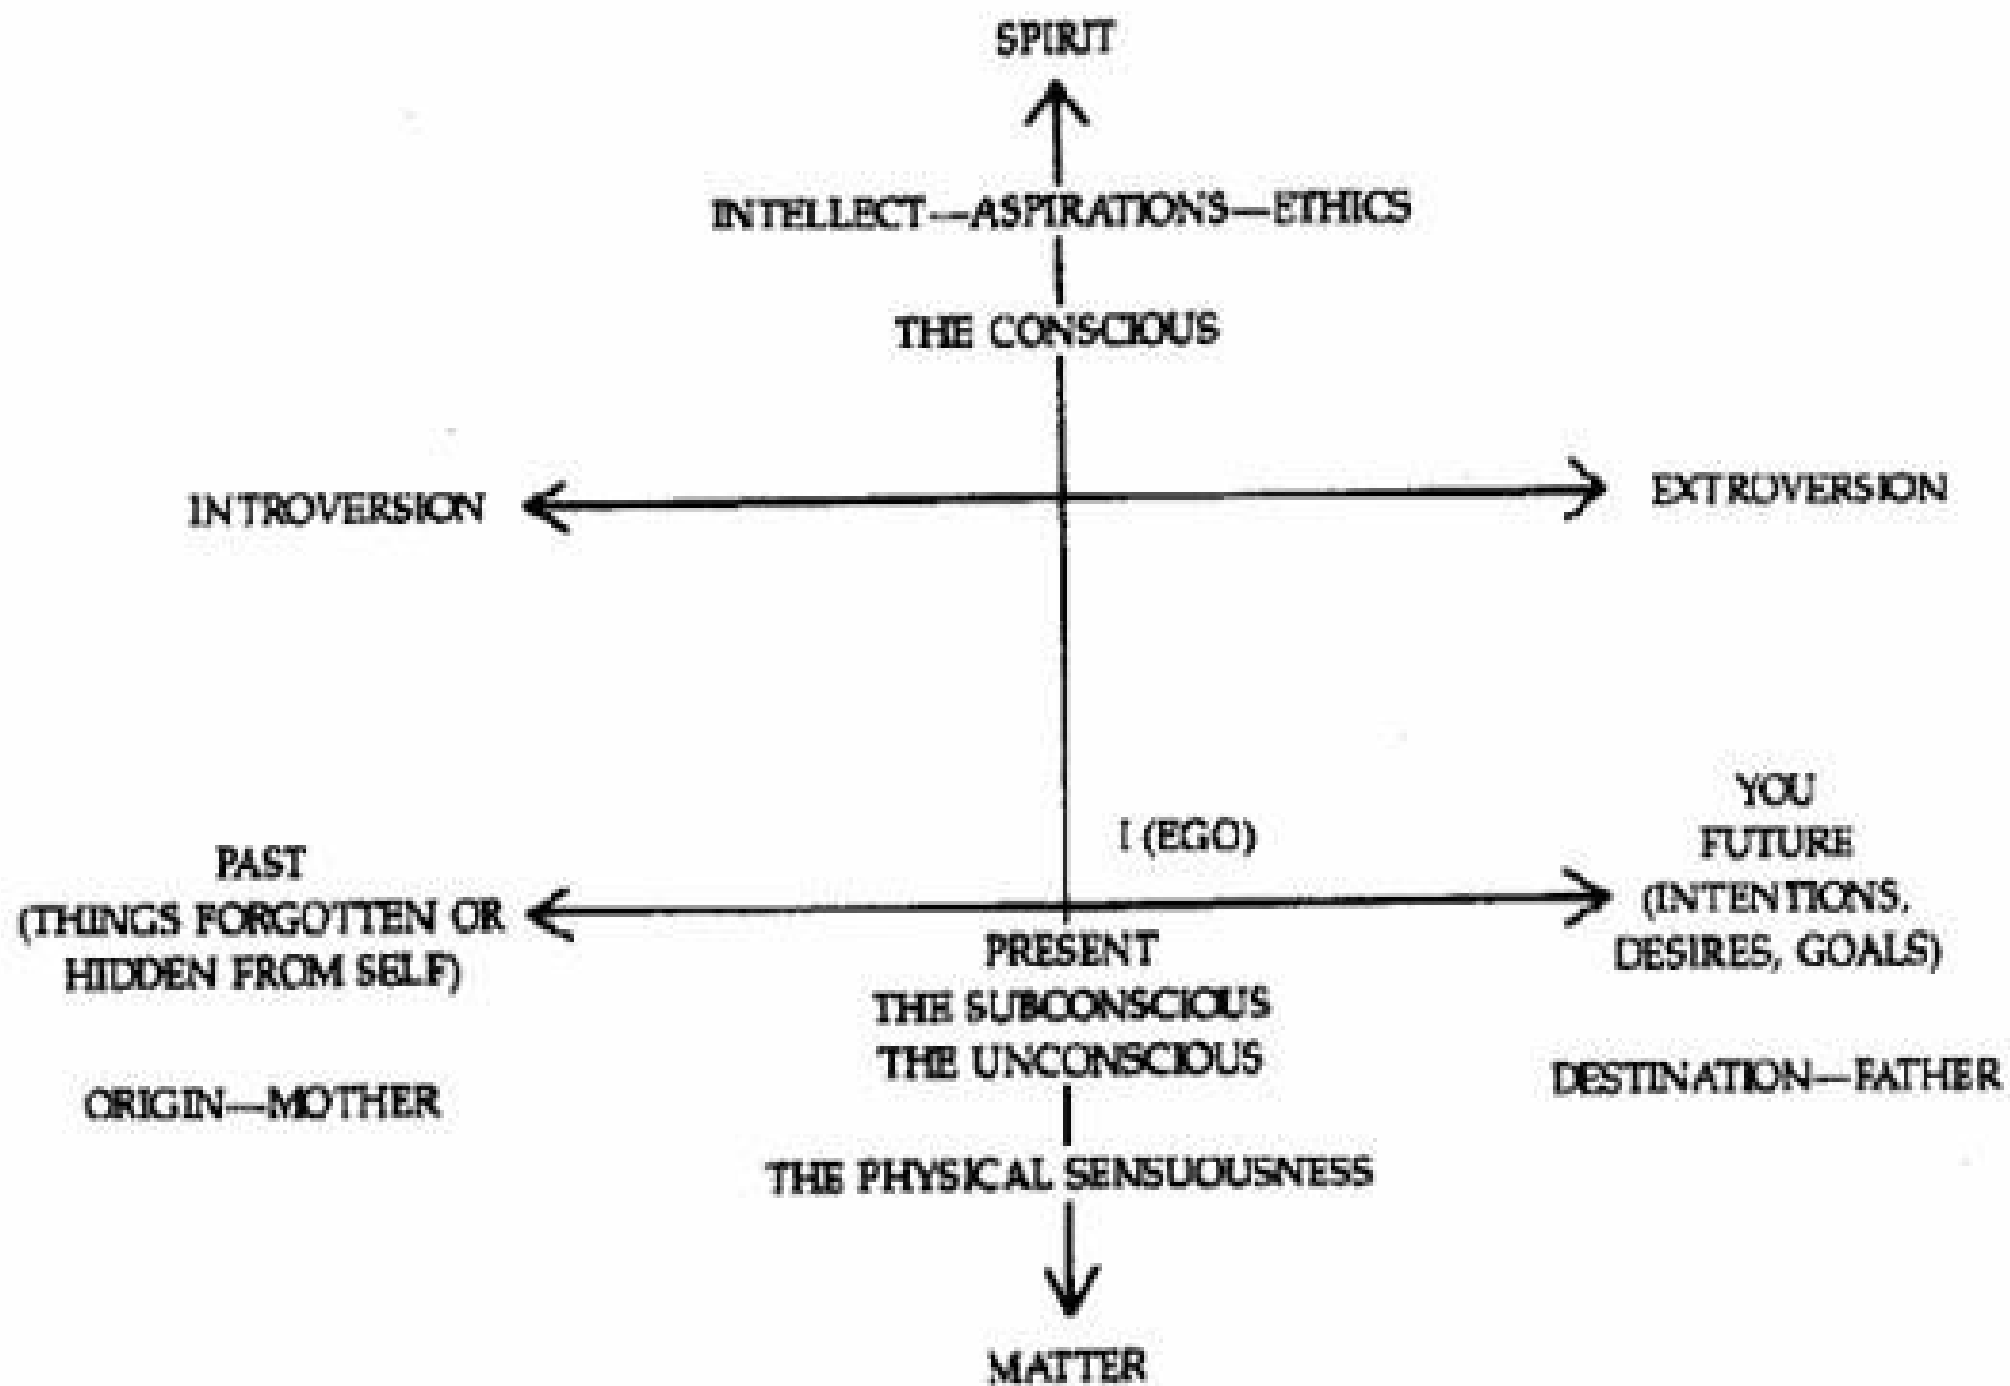 SPIRIT
INTELLECT—ASPIRATIONS—ETHICS
THE CONSCIOUS
INTROVERSION
EXTROVERSION
I (EGO)
PAST
(THINGS FORGOTTEN OR
HIDDEN FROM SELF)
YOU
FUTURE
(INTENTIONS,
DESIRES, GOALS)
PRESENT
THE SUBCONSCIOUS
THE UNCONSCIOUS
ORIGIN—MOTHER
DESTINATION—FATHER
THE PHYSICAL SENSUOUSNESS
MATTER